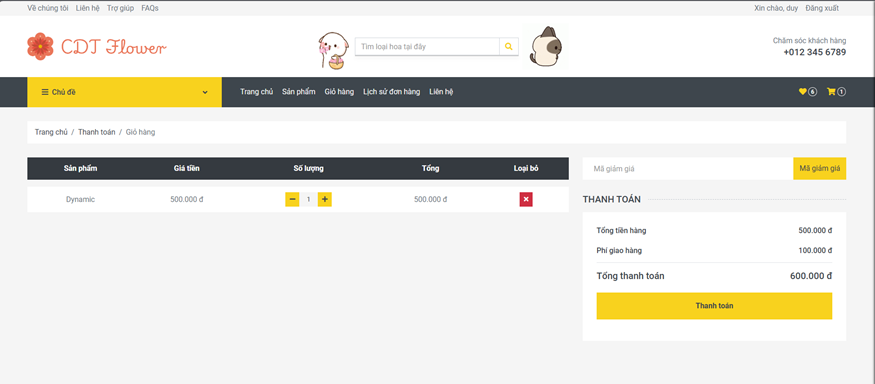 Về chúng tôi Liên hệ Trợ giúp FAQs Xin chào, duy Đăng xuất
CDT Flower
Tìm loại hoa tại đây
Chăm sóc khách hàng
+012 345 6789
Chủ đề Trang chủ Sản phẩm Giỏ hàng Lịch sử đơn hàng Liên hệ 6 1
Trang chủ / Thanh toán / Giỏ hàng
Sản phẩm Giá tiền Số lượng Tổng Loại bỏ
Dynamic 500.000 đ 1 500.000 đ
Mã giảm giá Mã giảm giá
THANH TOÁN
Tổng tiền hàng 500.000 đ
Phí giao hàng 100.000 đ
Tổng thanh toán 600.000 đ
Thanh toán